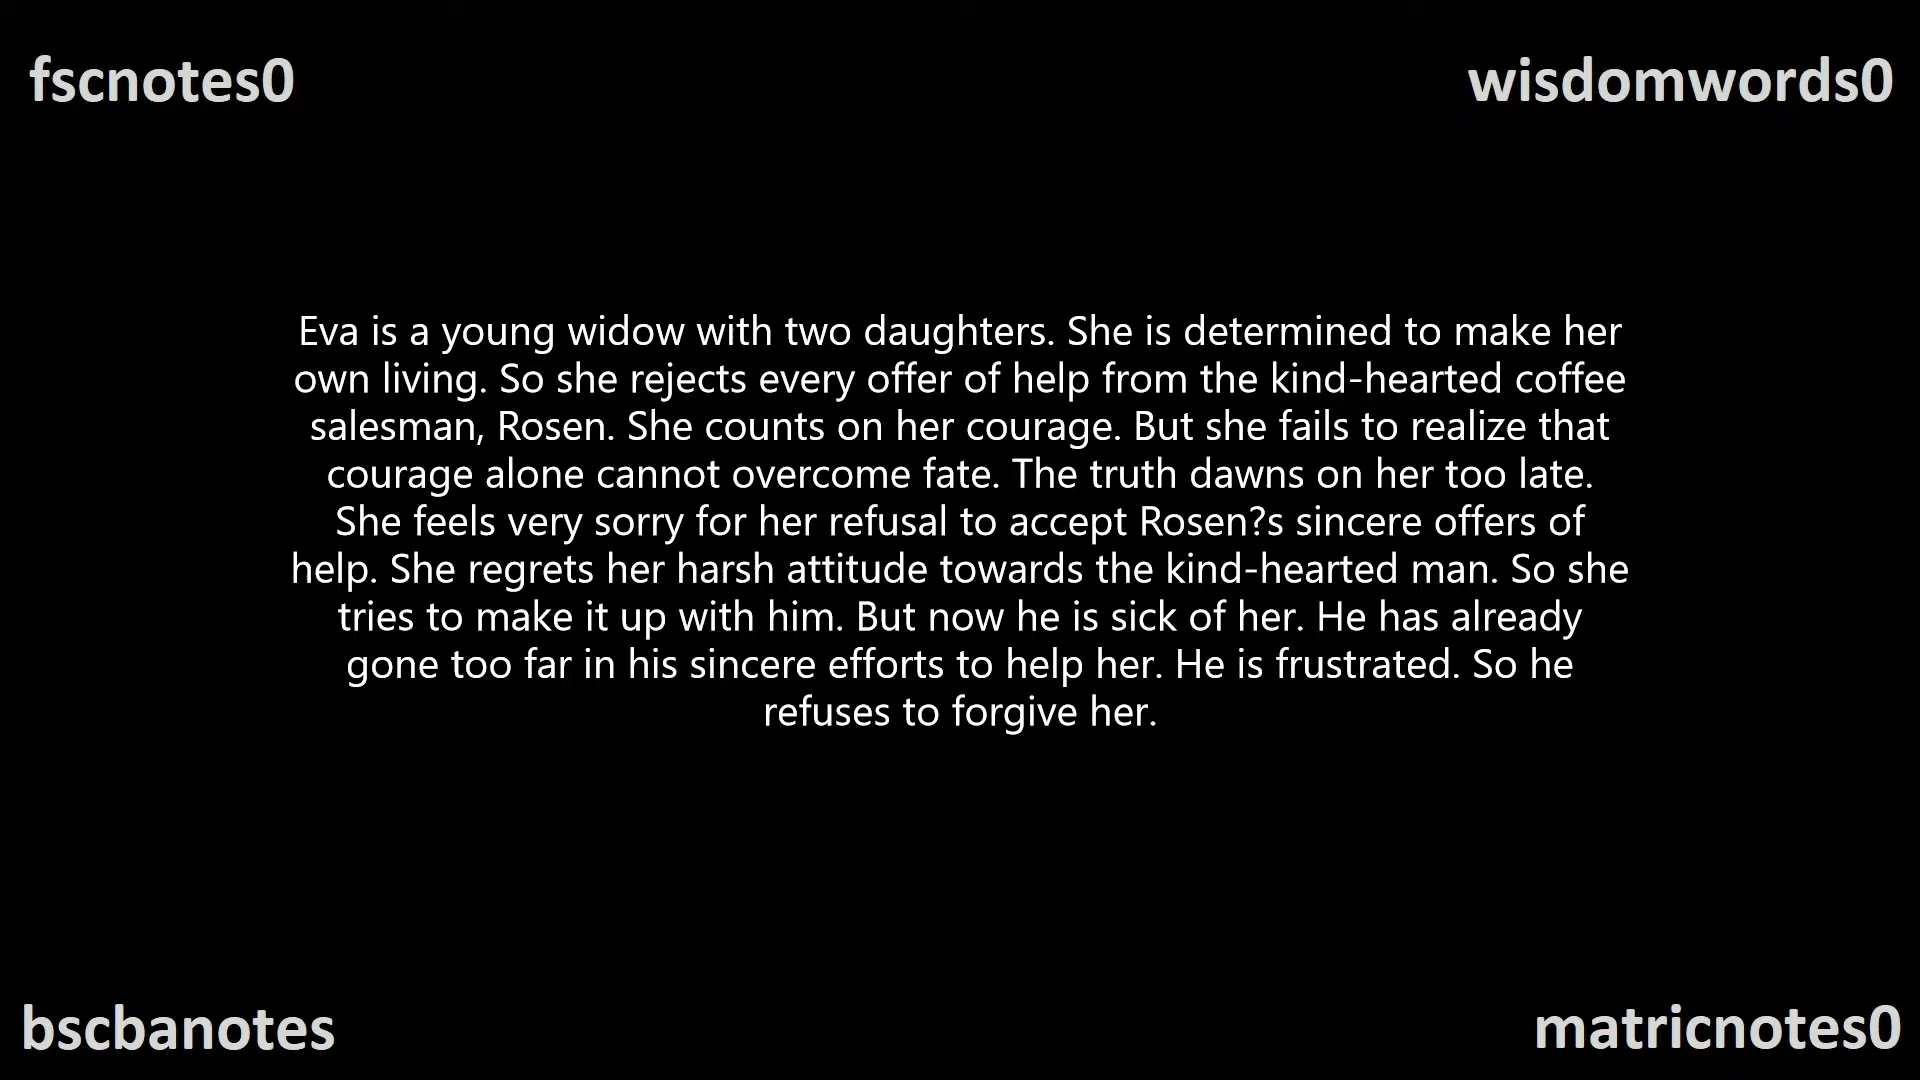 fscnotes0
wisdomwords0
Eva is a young widow with two daughters. She is determined to make her
own living. So she rejects every offer of help from the kind-hearted coffee
salesman, Rosen. She counts on her courage. But she fails to realize that
courage alone cannot overcome fate. The truth dawns on her too late.
She feels very sorry for her refusal to accept Rosen?s sincere offers of
help. She regrets her harsh attitude towards the kind-hearted man. So she
tries to make it up with him. But now he is sick of her. He has already
gone too far in his sincere efforts to help her. He is frustrated. So he
refuses to forgive her.
bscbanotes
matricnotes0